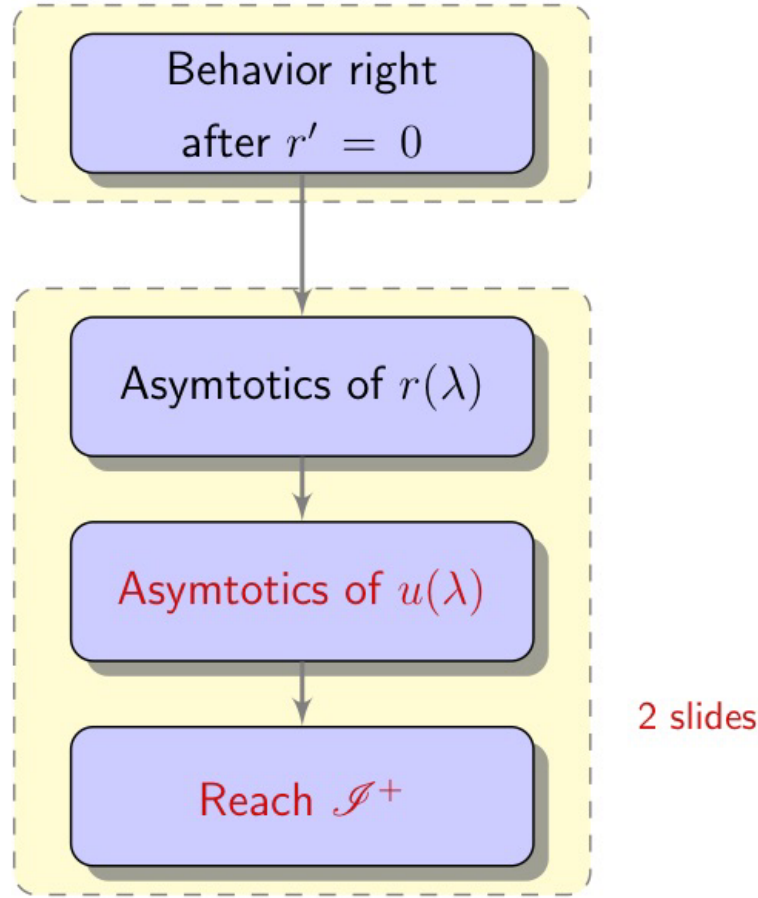 Behavior right
after r′ = 0
Asymtotics of r(λ)
Asymtotics of u(λ)
2 slides
Reach ℐ⁺